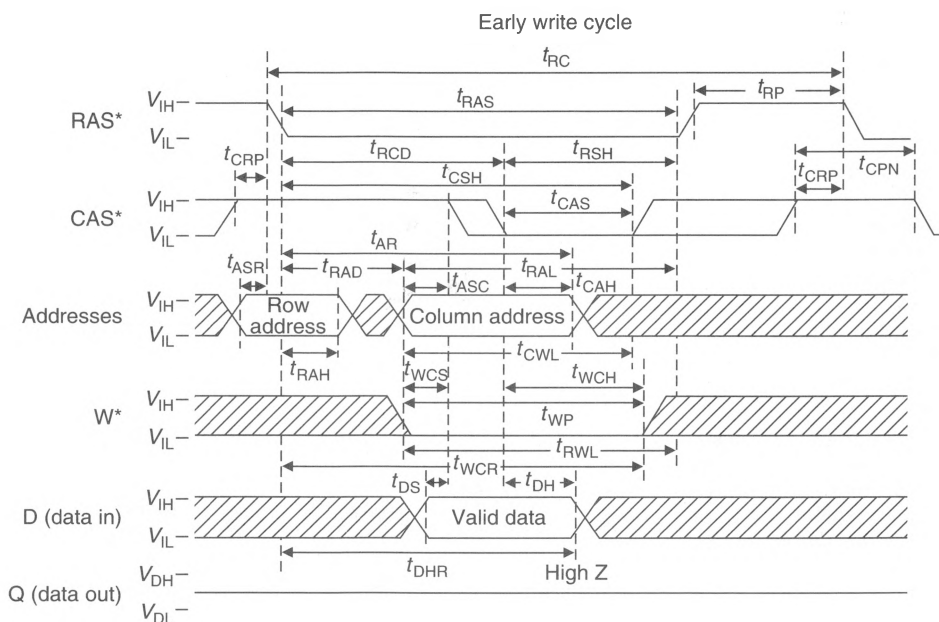 Early write cycle
tRC
VIH
tRAS
tRP
RAS*
VIL
tCRP
tRCD
tRSH
tCPN
tCSH
tCRP
VIH
tCAS
CAS*
VIL
tAR
tASR
tRAD
tRAL
tASC
tCAH
VIH
Addresses
Row address
Column address
VIL
tCWL
tRAH
tWCS
tWCH
VIH
W*
tWP
VIL
tRWL
tWCR
tDS
tDH
VIH
D (data in)
Valid data
VIL
tDHR
High Z
VDH
Q (data out)
VDL